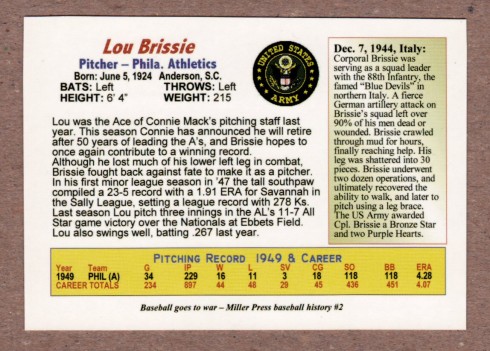 Lou Brissie
Pitcher – Phila. Athletics
Born: June 5, 1924 Anderson, S.C.
BATS: Left THROWS: Left
HEIGHT: 6' 4" WEIGHT: 215
UNITED STATES
ARMY
Lou was the Ace of Connie Mack's pitching staff last
year. This season Connie has announced he will retire
after 50 years of leading the A's, and Brissie hopes to
once again contribute to a winning record.
Although he lost much of his lower left leg in combat,
Brissie fought back against fate to make it as a pitcher.
In his first minor league season in '47 the tall southpaw
compiled a 23-5 record with a 1.91 ERA for Savannah in
the Sally League, setting a league record with 278 Ks.
Last season Lou pitch three innings in the AL's 11-7 All
Star game victory over the Nationals at Ebbets Field.
Lou also swings well, batting .267 last year.
Dec. 7, 1944, Italy:
Corporal Brissie was
serving as a squad leader
with the 88th Infantry, the
famed "Blue Devils" in
northern Italy. A fierce
German artillery attack on
Brissie's squad left over
90% of his men dead or
wounded. Brissie crawled
through mud for hours,
finally reaching help. His
leg was shattered into 30
pieces. Brissie underwent
two dozen operations, and
ultimately recovered the
ability to walk, and later to
pitch using a leg brace.
The US Army awarded
Cpl. Brissie a Bronze Star
and two Purple Hearts.
Pitching Record 1949 & Career
Year Team G IP W L SV CG SO BB ERA
1949 PHIL (A) 34 229 16 11 3 18 118 118 4.28
CAREER TOTALS 234 897 44 48 29 45 436 451 4.07
Baseball goes to war – Miller Press baseball history #2